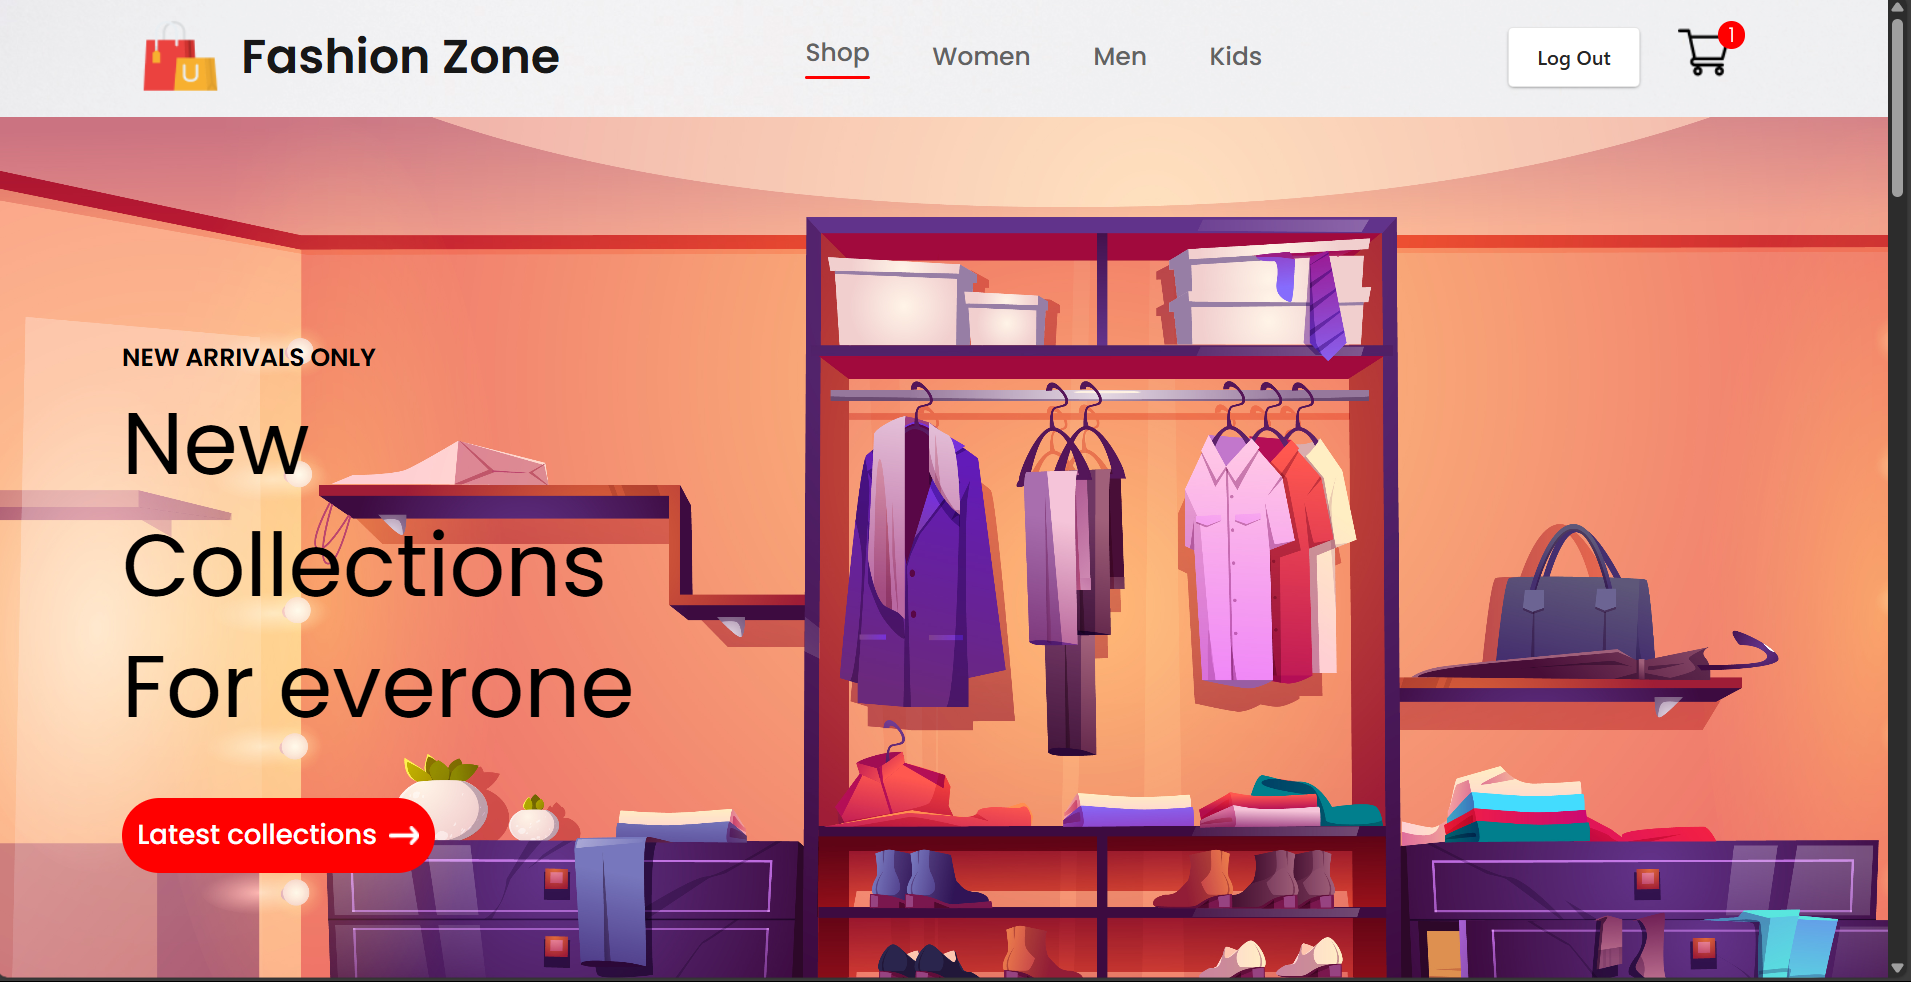 Fashion Zone
Shop Women Men Kids
Log Out
1
NEW ARRIVALS ONLY
New
Collections
For everone
Latest collections →